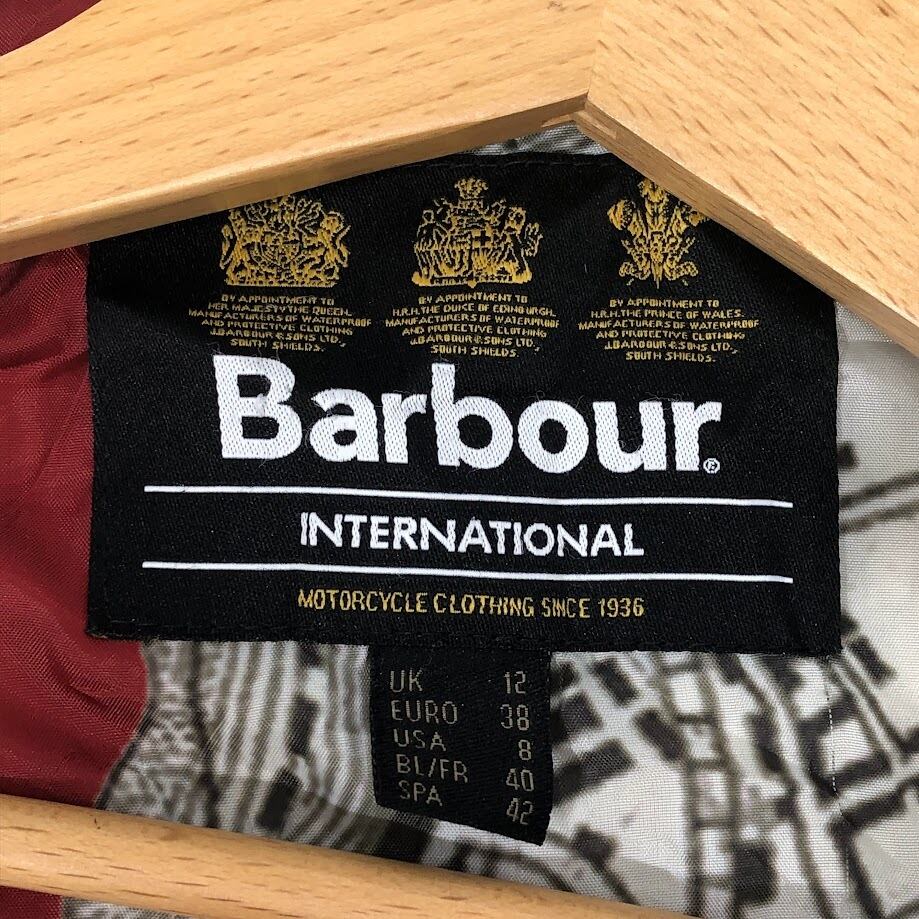 BY APPOINTMENT TO
HER MAJESTY THE QUEEN.
MANUFACTURERS OF WATERPROOF
AND PROTECTIVE CLOTHING
J.BARBOUR & SONS LTD.,
SOUTH SHIELDS.
BY APPOINTMENT TO
H.R.H. THE DUKE OF EDINBURGH.
MANUFACTURERS OF WATERPROOF
AND PROTECTIVE CLOTHING
J.BARBOUR & SONS LTD.,
SOUTH SHIELDS.
BY APPOINTMENT TO
H.R.H. THE PRINCE OF WALES.
MANUFACTURERS OF WATERPROOF
AND PROTECTIVE CLOTHING
J.BARBOUR & SONS LTD.,
SOUTH SHIELDS.
Barbour®
INTERNATIONAL
MOTORCYCLE CLOTHING SINCE 1936
UK 12
EURO 38
USA 8
BL/FR 40
SPA 42